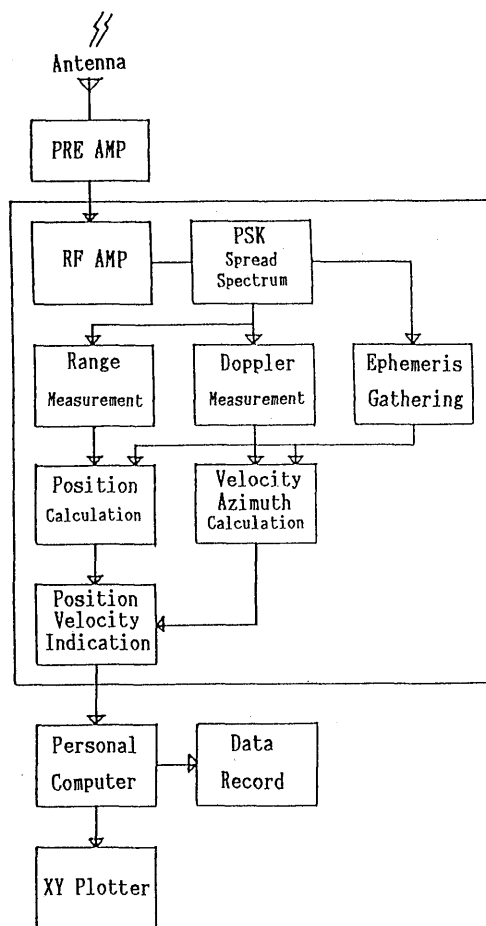 Antenna
PRE AMP
RF AMP
PSK
Spread
Spectrum
Range
Measurement
Doppler
Measurement
Ephemeris
Gathering
Position
Calculation
Velocity
Azimuth
Calculation
Position
Velocity
Indication
Personal
Computer
Data
Record
XY Plotter